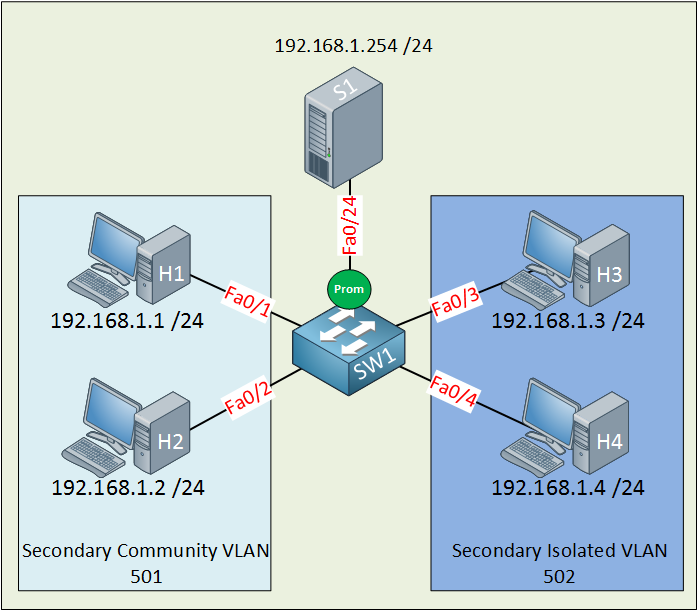 192.168.1.254 /24
S1
Fa0/24
Prom
H1
Fa0/1
192.168.1.1 /24
H3
Fa0/3
192.168.1.3 /24
SW1
H2
Fa0/2
192.168.1.2 /24
H4
Fa0/4
192.168.1.4 /24
Secondary Community VLAN
501
Secondary Isolated VLAN
502